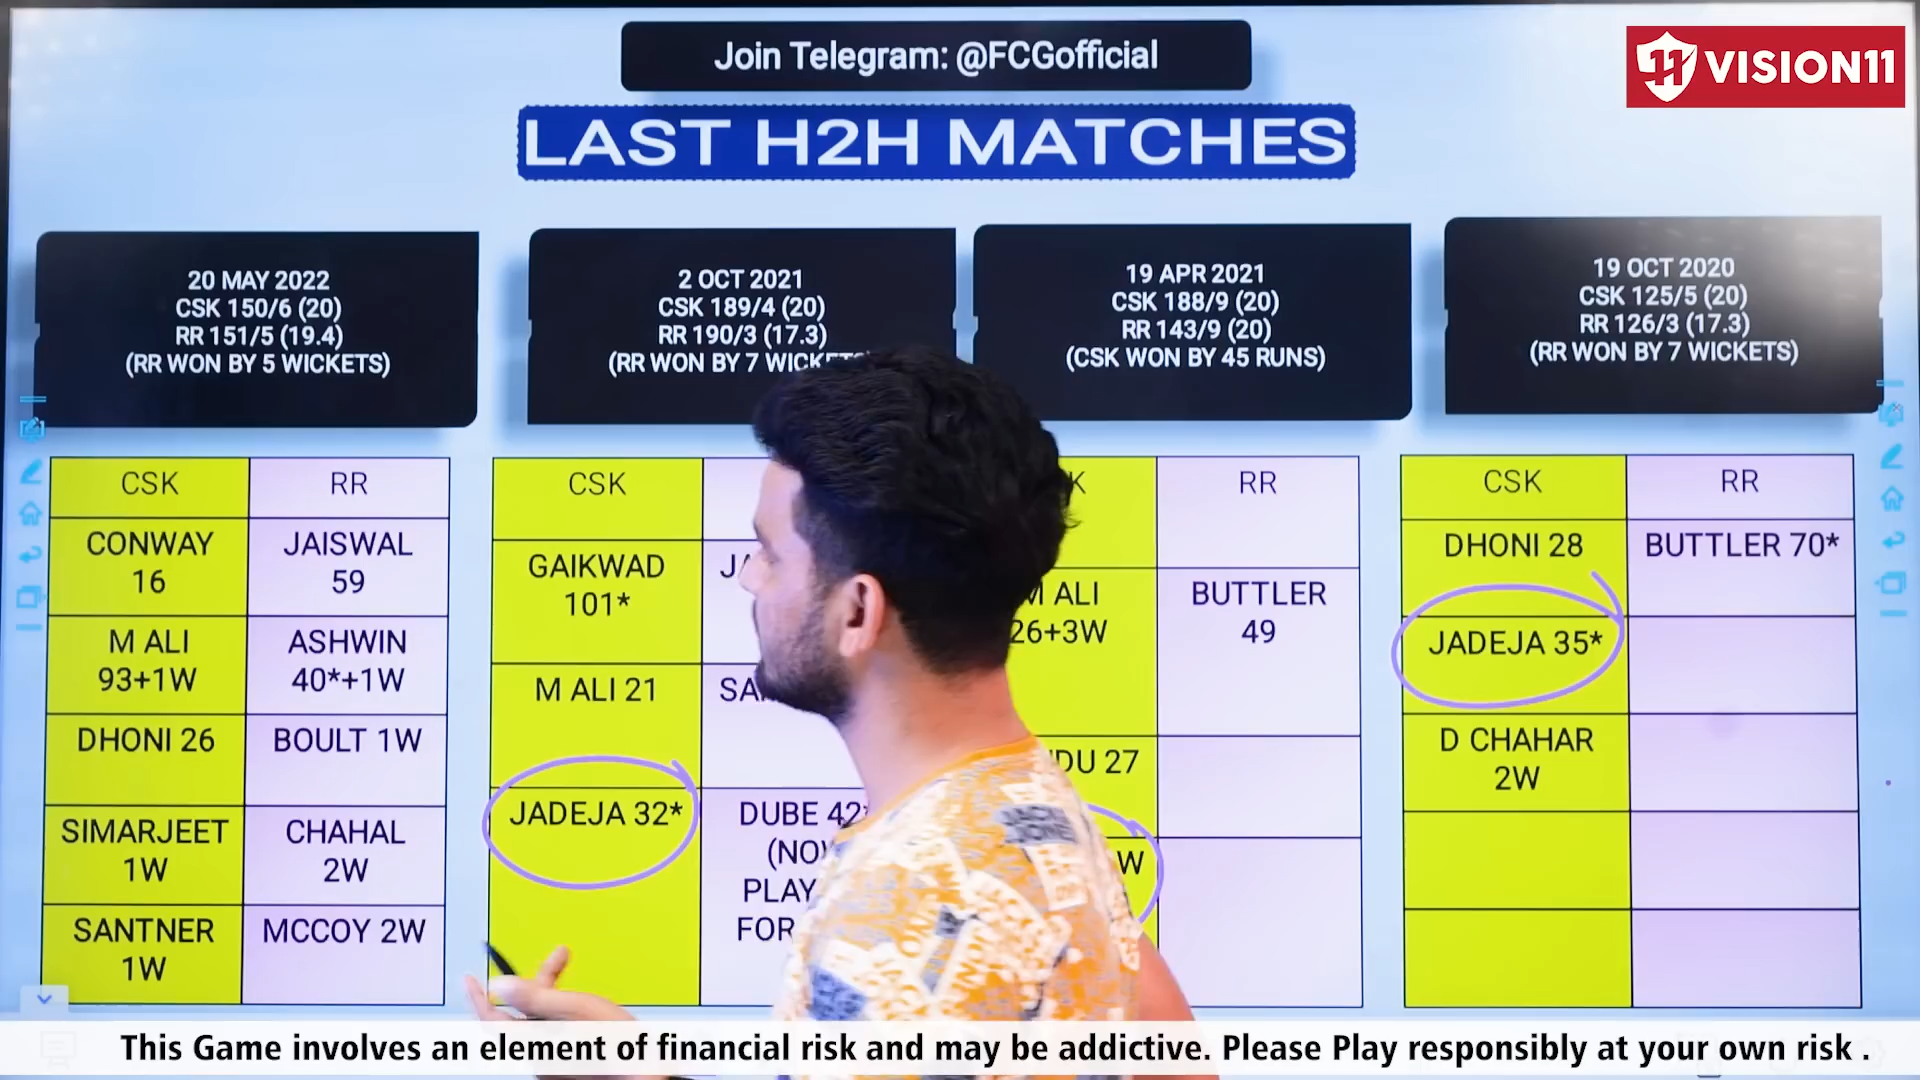 Join Telegram: @FCGofficial
VISION11
LAST H2H MATCHES
20 MAY 2022
CSK 150/6 (20)
RR 151/5 (19.4)
(RR WON BY 5 WICKETS)
2 OCT 2021
CSK 189/4 (20)
RR 190/3 (17.3)
(RR WON BY 7
19 APR 2021
CSK 188/9 (20)
RR 143/9 (20)
(CSK WON BY 45 RUNS)
19 OCT 2020
CSK 125/5 (20)
RR 126/3 (17.3)
(RR WON BY 7 WICKETS)
CSK RR
CONWAY
16
JAISWAL
59
M ALI
93+1W
ASHWIN
40*+1W
DHONI 26
BOULT 1W
SIMARJEET
1W
CHAHAL
2W
SANTNER
1W
MCCOY 2W
CSK
GAIKWAD
101*
M ALI 21
JADEJA 32*
DUBE 42*
FOR
RR
M ALI
26+3W
BUTTLER
49
27
W
CSK RR
DHONI 28
BUTTLER 70*
JADEJA 35*
D CHAHAR
2W
This Game involves an element of financial risk and may be addictive. Please Play responsibly at your own risk .